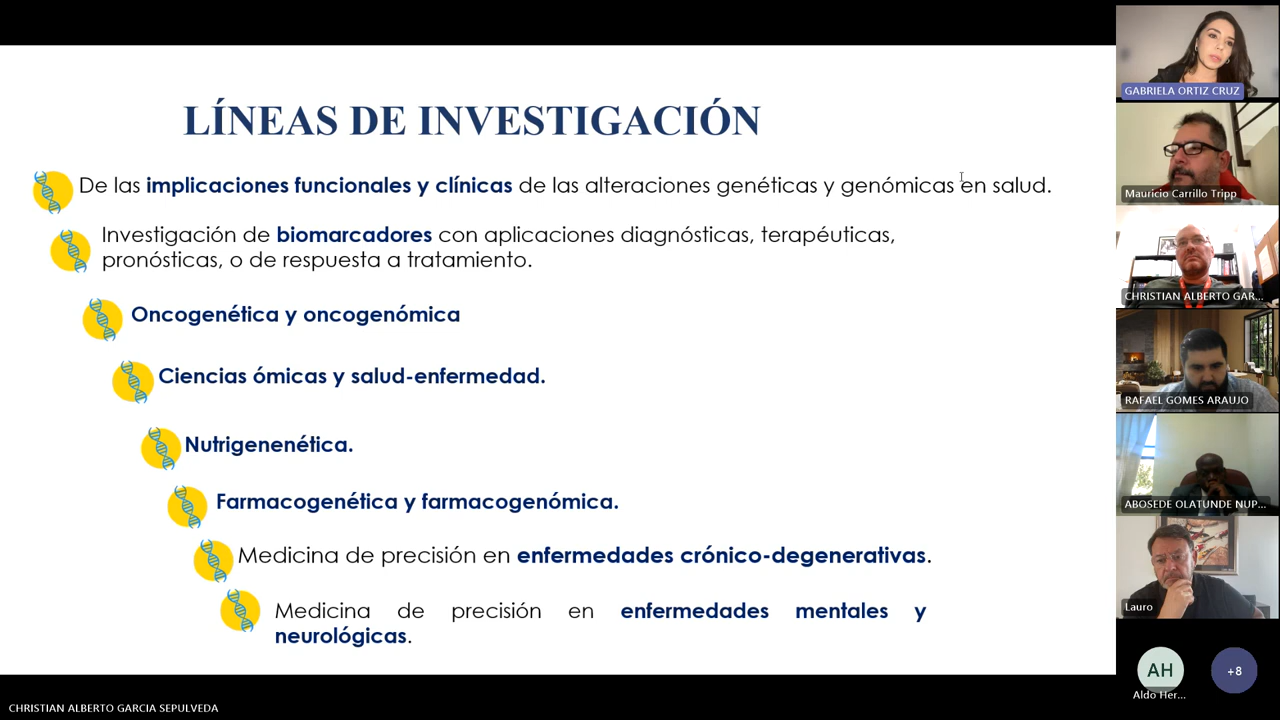 LÍNEAS DE INVESTIGACIÓN
De las implicaciones funcionales y clínicas de las alteraciones genéticas y genómicas en salud.
Investigación de biomarcadores con aplicaciones diagnósticas, terapéuticas,
pronósticas, o de respuesta a tratamiento.
Oncogenética y oncogenómica
Ciencias ómicas y salud-enfermedad.
Nutrigenenética.
Farmacogenética y farmacogenómica.
Medicina de precisión en enfermedades crónico-degenerativas.
Medicina de precisión en enfermedades mentales y
neurológicas.
GABRIELA ORTIZ CRUZ
Mauricio Carrillo Tripp
CHRISTIAN ALBERTO GAR...
RAFAEL GOMES ARAUJO
ABOSEDE OLATUNDE NUP...
Lauro
AH
Aldo Her...
+8
CHRISTIAN ALBERTO GARCIA SEPULVEDA